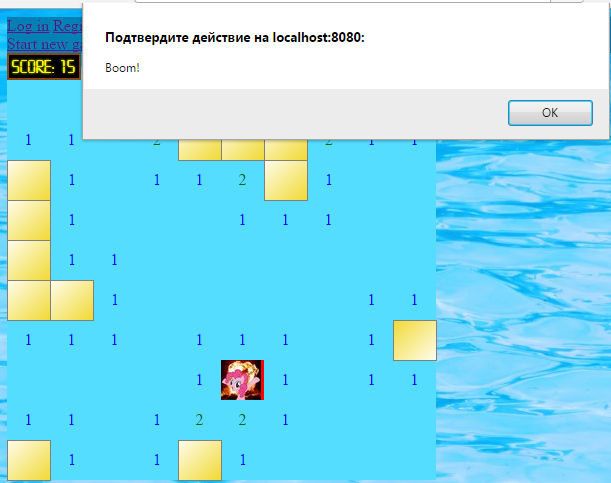 Log in Reg
Подтвердите действие на localhost:8080:
Start new ga
SCORE: 15
Boom!
OK
1 1 2 2 1 1
1 1 1 2 1
1 1 1 1
1 1
1 1 1
1 1 1 1 1 1 1
1 1 1 1
1 1 1 2 2 1
1 1 1